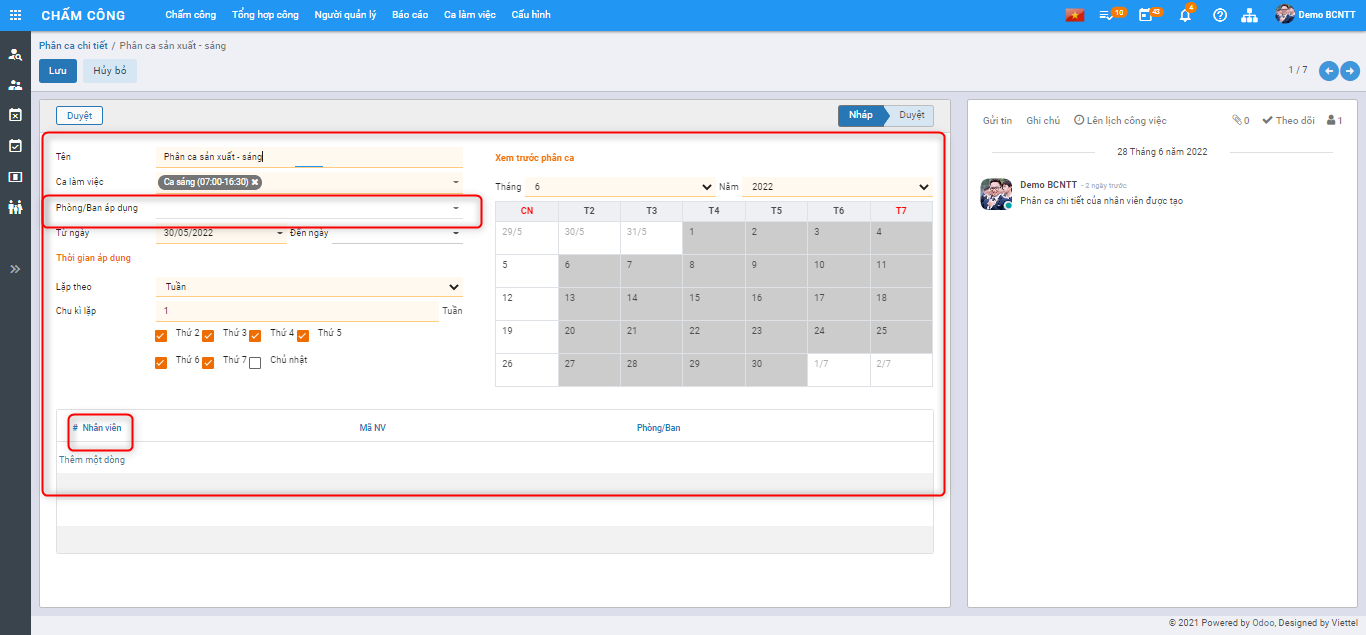 CHẤM CÔNG Chấm công Tổng hợp công Người quản lý Báo cáo Ca làm việc Cấu hình 10 43 4 Demo BCNTT
Phân ca chi tiết / Phân ca sản xuất - sáng
Lưu Hủy bỏ 1 / 7
Duyệt Nháp Duyệt
Tên Phân ca sản xuất - sáng
Ca làm việc Ca sáng (07:00-16:30) ✖
Phòng/Ban áp dụng
Từ ngày 30/05/2022 Đến ngày
Thời gian áp dụng
Lặp theo Tuần
Chu kì lặp 1 Tuần
Thứ 2 Thứ 3 Thứ 4 Thứ 5
Thứ 6 Thứ 7 Chủ nhật
Xem trước phân ca
Tháng 6 Năm 2022
CN T2 T3 T4 T5 T6 T7
29/5 30/5 31/5 1 2 3 4
5 6 7 8 9 10 11
12 13 14 15 16 17 18
19 20 21 22 23 24 25
26 27 28 29 30 1/7 2/7
# Nhân viên Mã NV Phòng/Ban
Thêm một dòng
Gửi tin Ghi chú Lên lịch công việc 0 Theo dõi 1
28 Tháng 6 năm 2022
Demo BCNTT - 2 ngày trước
Phân ca chi tiết của nhân viên được tạo
© 2021 Powered by Odoo, Designed by Viettel